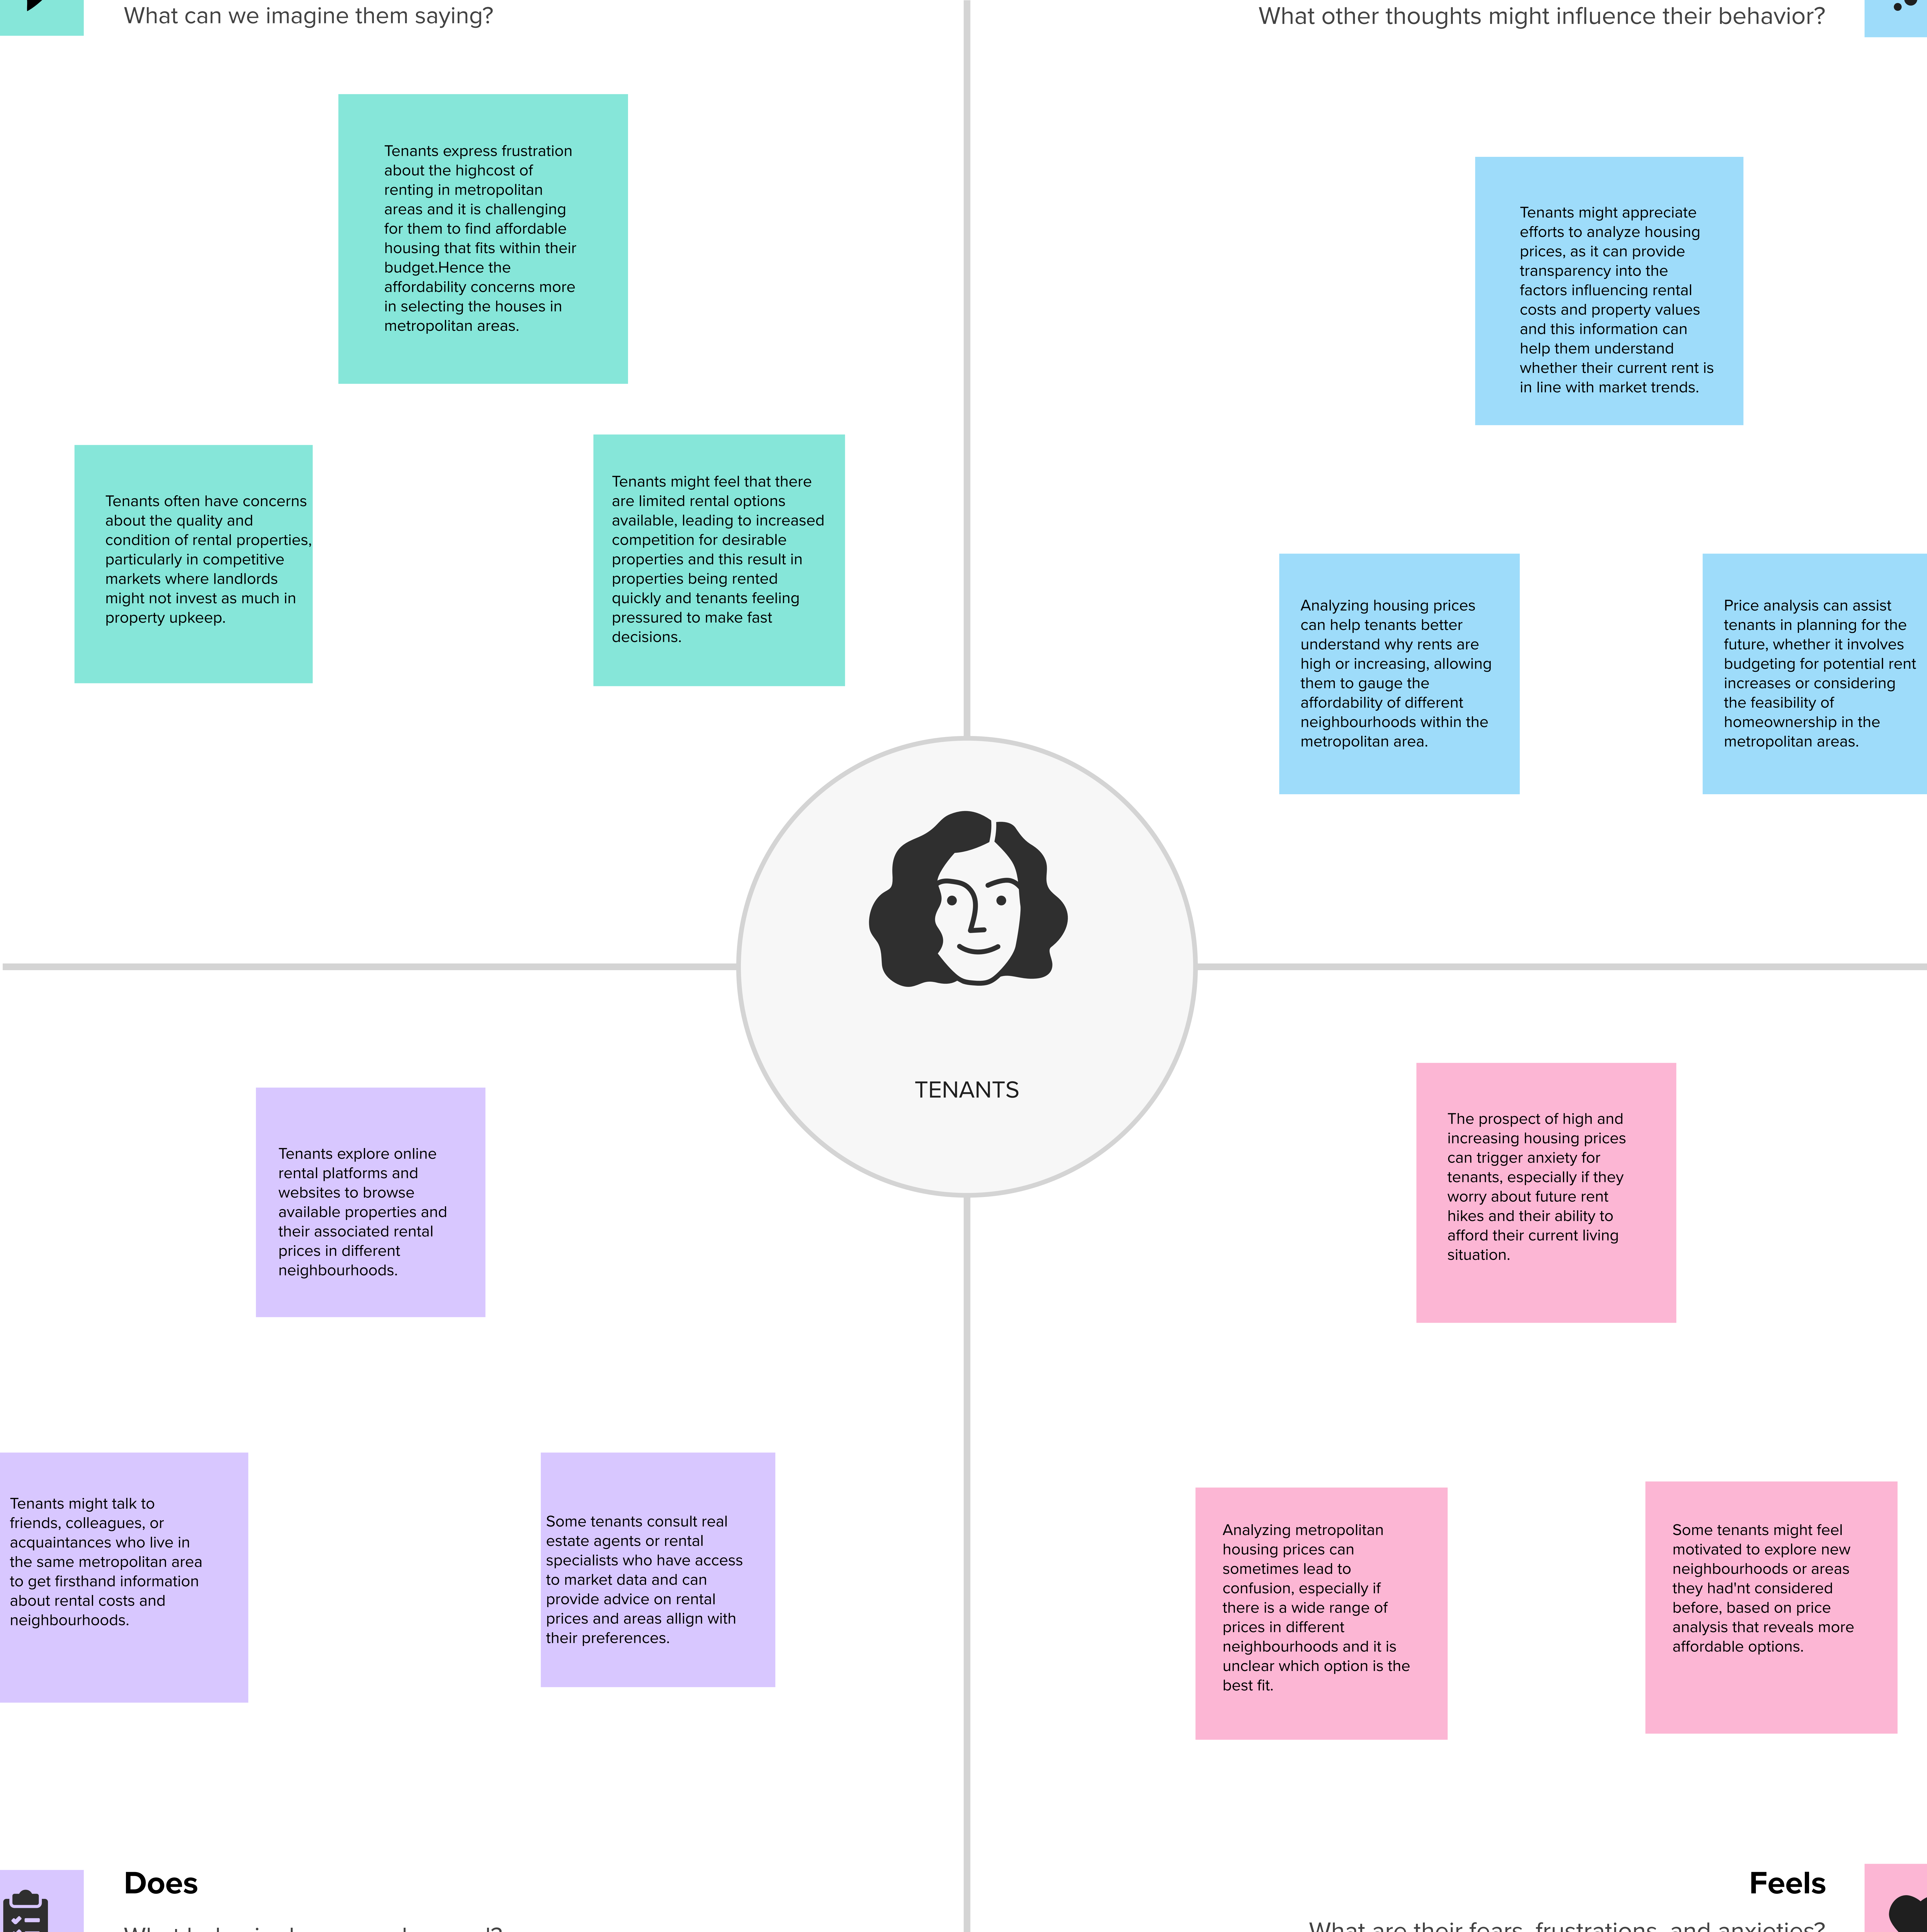 What can we imagine them saying?
What other thoughts might influence their behavior?
Tenants express frustration
about the highcost of
renting in metropolitan
areas and it is challenging
for them to find affordable
housing that fits within their
budget.Hence the
affordability concerns more
in selecting the houses in
metropolitan areas.
Tenants often have concerns
about the quality and
condition of rental properties,
particularly in competitive
markets where landlords
might not invest as much in
property upkeep.
Tenants might feel that there
are limited rental options
available, leading to increased
competition for desirable
properties and this result in
properties being rented
quickly and tenants feeling
pressured to make fast
decisions.
Tenants might appreciate
efforts to analyze housing
prices, as it can provide
transparency into the
factors influencing rental
costs and property values
and this information can
help them understand
whether their current rent is
in line with market trends.
Analyzing housing prices
can help tenants better
understand why rents are
high or increasing, allowing
them to gauge the
affordability of different
neighbourhoods within the
metropolitan area.
Price analysis can assist
tenants in planning for the
future, whether it involves
budgeting for potential rent
increases or considering
the feasibility of
homeownership in the
metropolitan areas.
TENANTS
Tenants explore online
rental platforms and
websites to browse
available properties and
their associated rental
prices in different
neighbourhoods.
Tenants might talk to
friends, colleagues, or
acquaintances who live in
the same metropolitan area
to get firsthand information
about rental costs and
neighbourhoods.
Some tenants consult real
estate agents or rental
specialists who have access
to market data and can
provide advice on rental
prices and areas allign with
their preferences.
The prospect of high and
increasing housing prices
can trigger anxiety for
tenants, especially if they
worry about future rent
hikes and their ability to
afford their current living
situation.
Analyzing metropolitan
housing prices can
sometimes lead to
confusion, especially if
there is a wide range of
prices in different
neighbourhoods and it is
unclear which option is the
best fit.
Some tenants might feel
motivated to explore new
neighbourhoods or areas
they had'nt considered
before, based on price
analysis that reveals more
affordable options.
Does
Feels
What are their fears, frustrations, and anxieties?